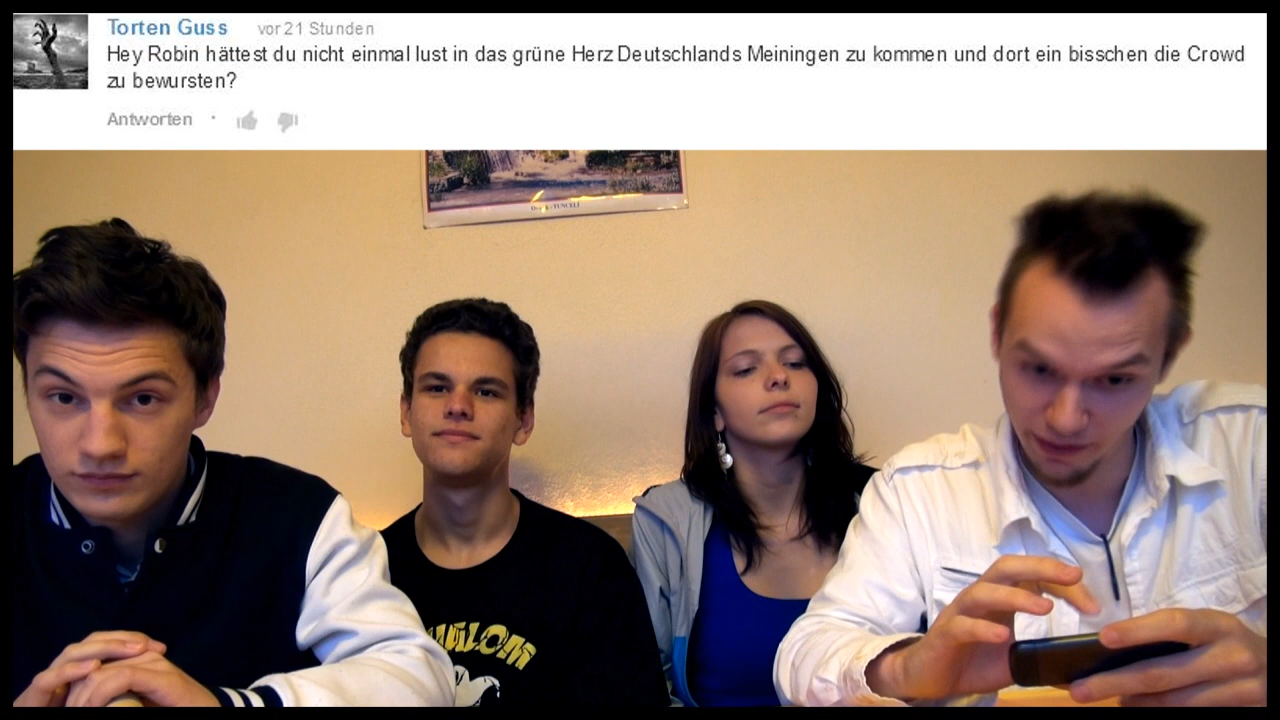 Torten Guss vor 21 Stunden
Hey Robin hättest du nicht einmal lust in das grüne Herz Deutschlands Meiningen zu kommen und dort ein bisschen die Crowd
zu bewursten?
Antworten ·
TUNCELİ